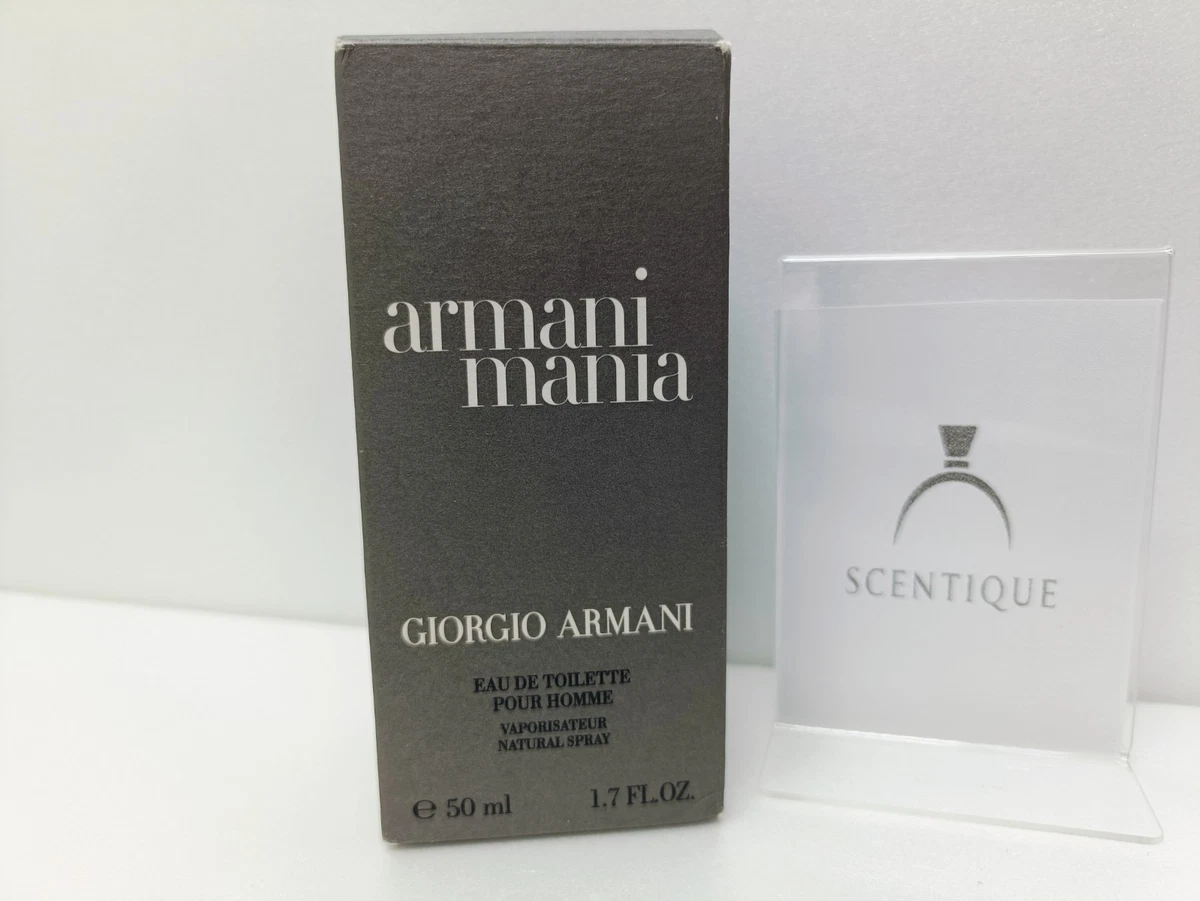 armani
mania
GIORGIO ARMANI
EAU DE TOILETTE
POUR HOMME
VAPORISATEUR
NATURAL SPRAY
℮ 50 ml 1.7 FL.OZ.
SCENTIQUE